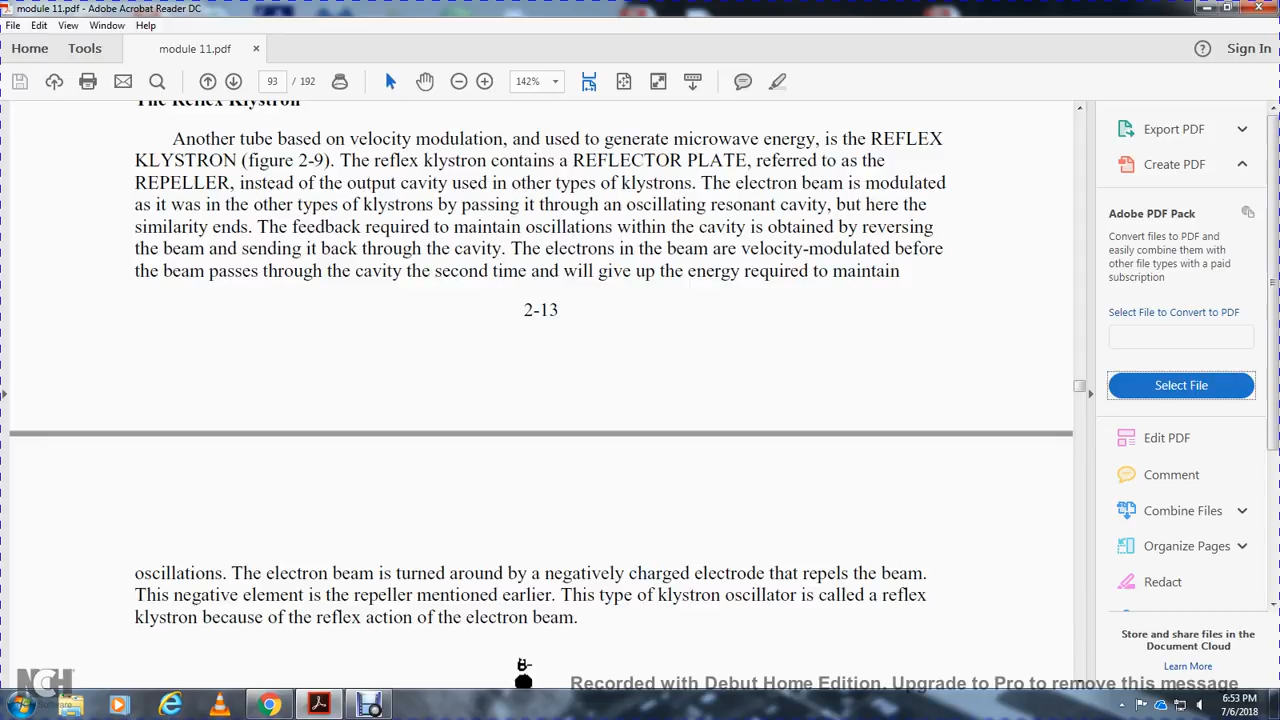 module 11.pdf - Adobe Acrobat Reader DC
File Edit View Window Help
Home Tools module 11.pdf × Sign In
93 / 192 142%
The Reflex Klystron
Another tube based on velocity modulation, and used to generate microwave energy, is the REFLEX
KLYSTRON (figure 2-9). The reflex klystron contains a REFLECTOR PLATE, referred to as the
REPELLER, instead of the output cavity used in other types of klystrons. The electron beam is modulated
as it was in the other types of klystrons by passing it through an oscillating resonant cavity, but here the
similarity ends. The feedback required to maintain oscillations within the cavity is obtained by reversing
the beam and sending it back through the cavity. The electrons in the beam are velocity-modulated before
the beam passes through the cavity the second time and will give up the energy required to maintain
2-13
oscillations. The electron beam is turned around by a negatively charged electrode that repels the beam.
This negative element is the repeller mentioned earlier. This type of klystron oscillator is called a reflex
klystron because of the reflex action of the electron beam.
B-
Export PDF
Create PDF
Adobe PDF Pack
Convert files to PDF and
easily combine them with
other file types with a paid
subscription
Select File to Convert to PDF
Select File
Edit PDF
Comment
Combine Files
Organize Pages
Redact
Store and share files in the
Document Cloud
Learn More
NCH
Software
Recorded with Debut Home Edition. Upgrade to Pro to remove this message
6:53 PM
7/6/2018